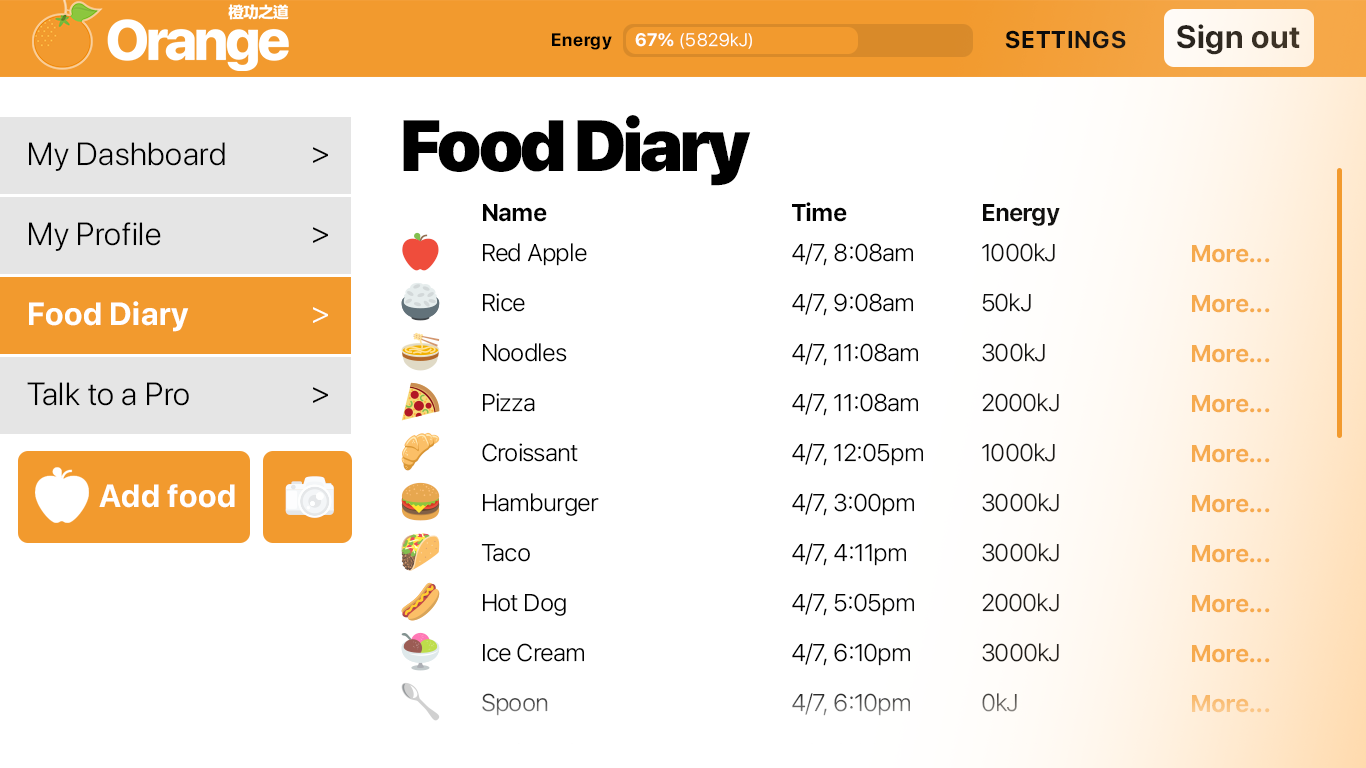 橙功之道
Orange
Energy 67% (5829kJ) SETTINGS Sign out
My Dashboard >
My Profile >
Food Diary >
Talk to a Pro >
Add food
Food Diary
Name Time Energy
Red Apple 4/7, 8:08am 1000kJ More...
Rice 4/7, 9:08am 50kJ More...
Noodles 4/7, 11:08am 300kJ More...
Pizza 4/7, 11:08am 2000kJ More...
Croissant 4/7, 12:05pm 1000kJ More...
Hamburger 4/7, 3:00pm 3000kJ More...
Taco 4/7, 4:11pm 3000kJ More...
Hot Dog 4/7, 5:05pm 2000kJ More...
Ice Cream 4/7, 6:10pm 3000kJ More...
Spoon 4/7, 6:10pm 0kJ More...